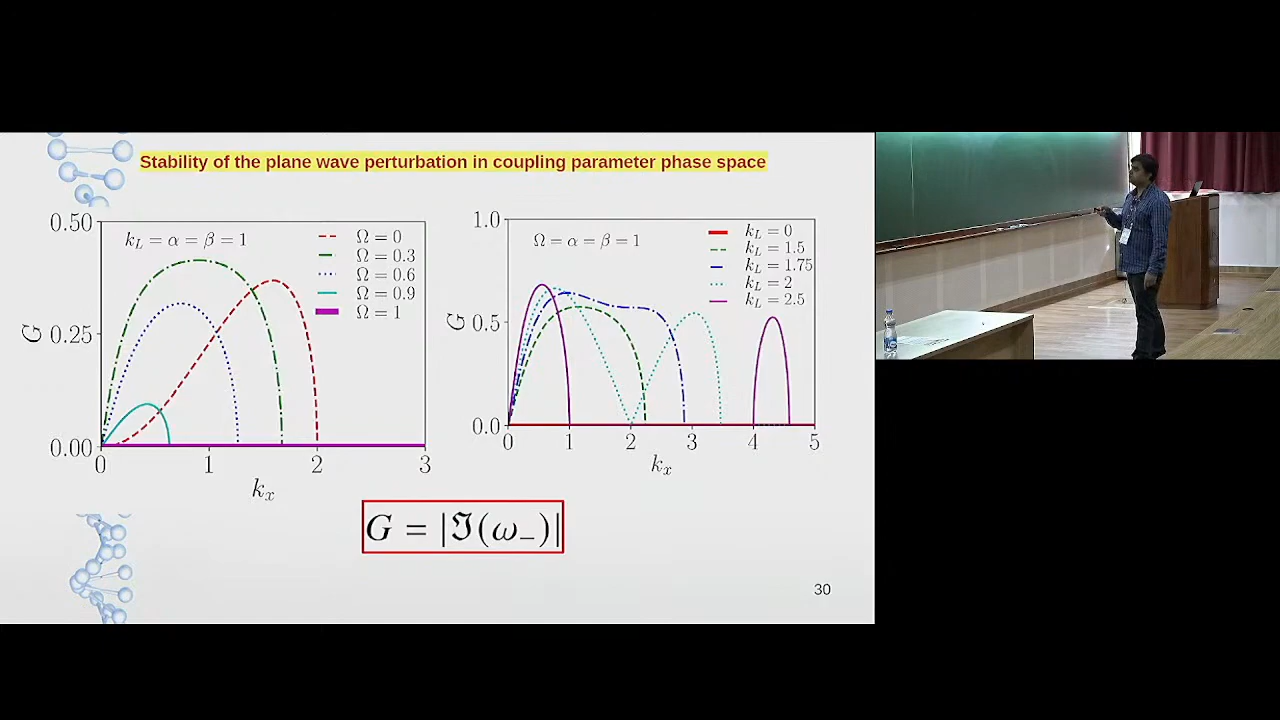 Stability of the plane wave perturbation in coupling parameter phase space
0.50
0.25
0.00
G
k_L = α = β = 1
Ω = 0
Ω = 0.3
Ω = 0.6
Ω = 0.9
Ω = 1
0 1 2 3
k_x
1.0
0.5
0.0
G
Ω = α = β = 1
k_L = 0
k_L = 1.5
k_L = 1.75
k_L = 2
k_L = 2.5
0 1 2 3 4 5
k_x
G = |ℑ(ω_−)|
30